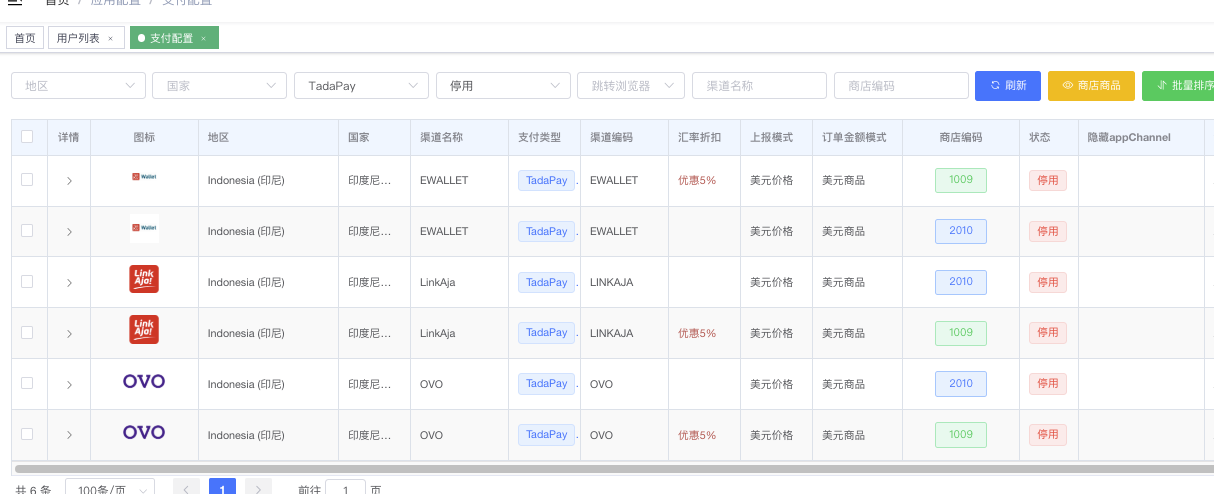 首页 / 应用配置 / 支付配置
首页 用户列表 × 支付配置 ×
地区 国家 TadaPay 停用 跳转浏览器 渠道名称 商店编码 刷新 商店商品 批量排序
详情 图标 地区 国家 渠道名称 支付类型 渠道编码 汇率折扣 上报模式 订单金额模式 商店编码 状态 隐藏appChannel
Wallet Indonesia (印尼) 印度尼... EWALLET TadaPay EWALLET 优惠5% 美元价格 美元商品 1009 停用
Wallet Indonesia (印尼) 印度尼... EWALLET TadaPay EWALLET 美元价格 美元商品 2010 停用
Link Aja! Indonesia (印尼) 印度尼... LinkAja TadaPay LINKAJA 美元价格 美元商品 2010 停用
Link Aja! Indonesia (印尼) 印度尼... LinkAja TadaPay LINKAJA 优惠5% 美元价格 美元商品 1009 停用
OVO Indonesia (印尼) 印度尼... OVO TadaPay OVO 美元价格 美元商品 2010 停用
OVO Indonesia (印尼) 印度尼... OVO TadaPay OVO 优惠5% 美元价格 美元商品 1009 停用
共 6 条 100条/页 1 前往 1 页